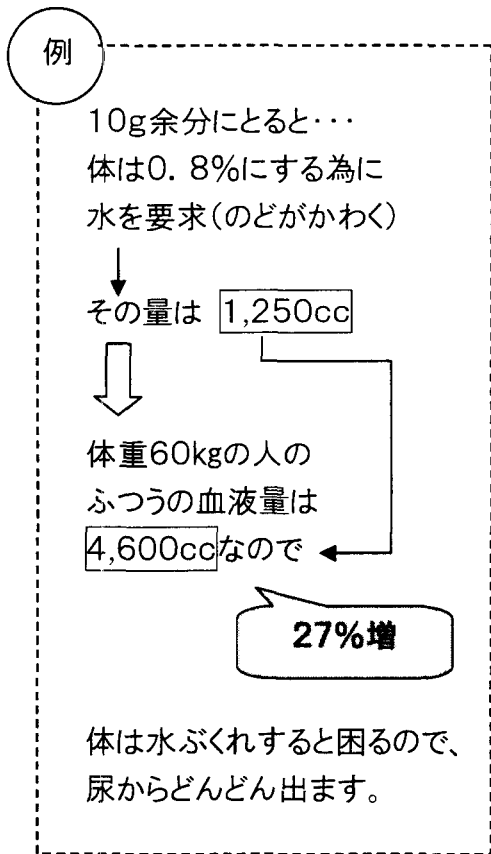 例
10g余分にとると・・・
体は0.8%にする為に
水を要求(のどがかわく)
その量は 1,250cc
体重60kgの人の
ふつうの血液量は
4,600ccなので
27%増
体は水ぶくれすると困るので、
尿からどんどん出ます。